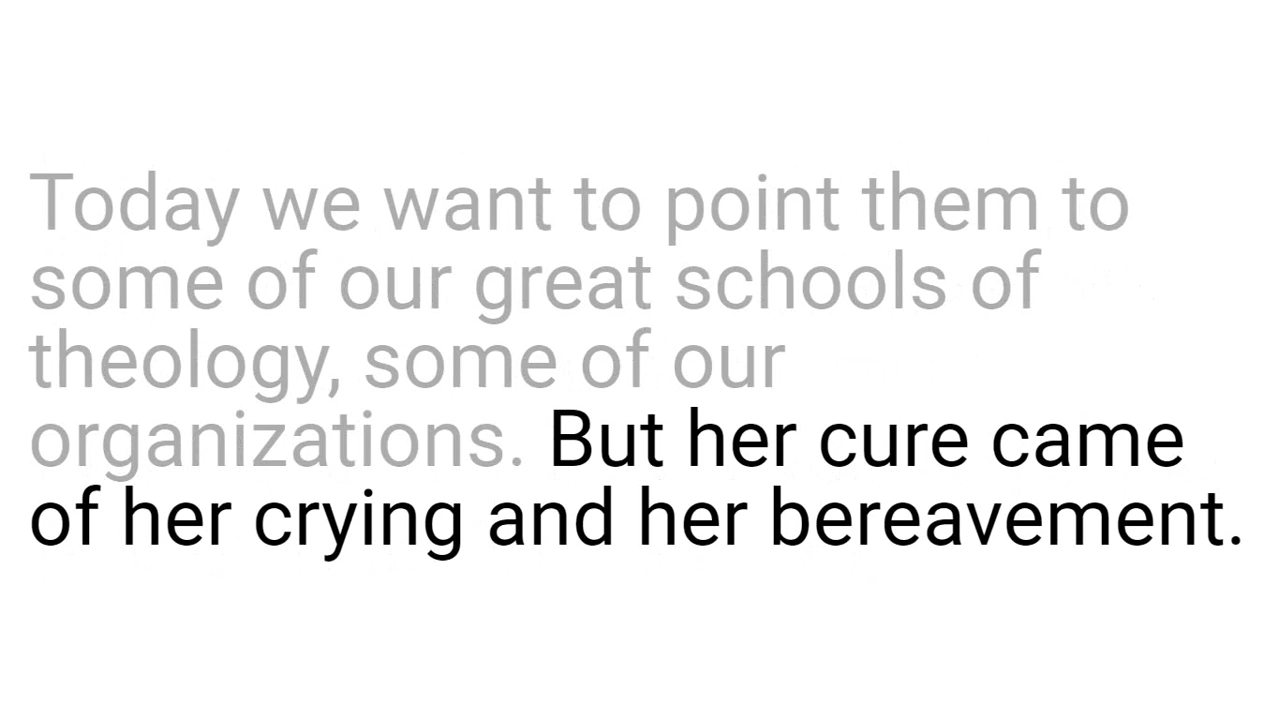 Today we want to point them to
some of our great schools of
theology, some of our
organizations. But her cure came
of her crying and her bereavement.